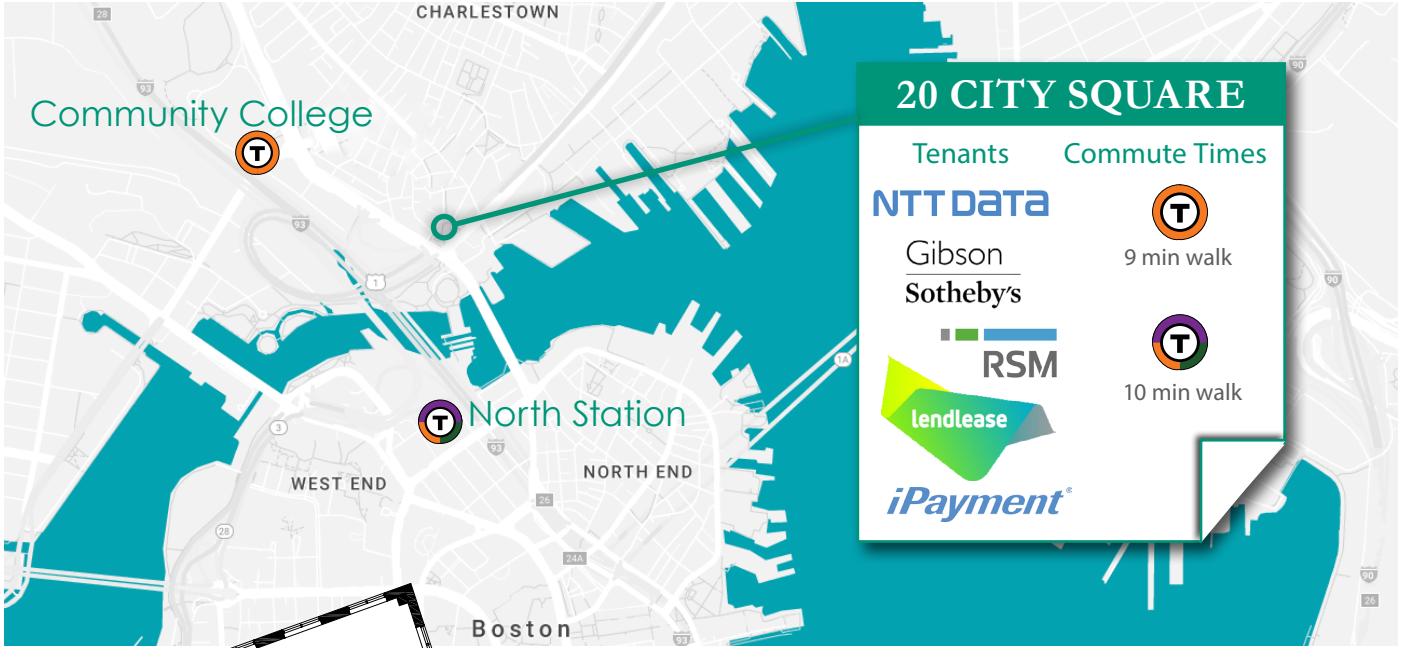 28
CHARLESTOWN
93
90
Community College
T
93
1
20 CITY SQUARE
Tenants
Commute Times
NTT DATA
T
Gibson
Sotheby's
9 min walk
RSM
T
lendlease
10 min walk
iPayment®
90
1A
3
T
North Station
93
WEST END
NORTH END
26
28
24A
Boston
93
90
26